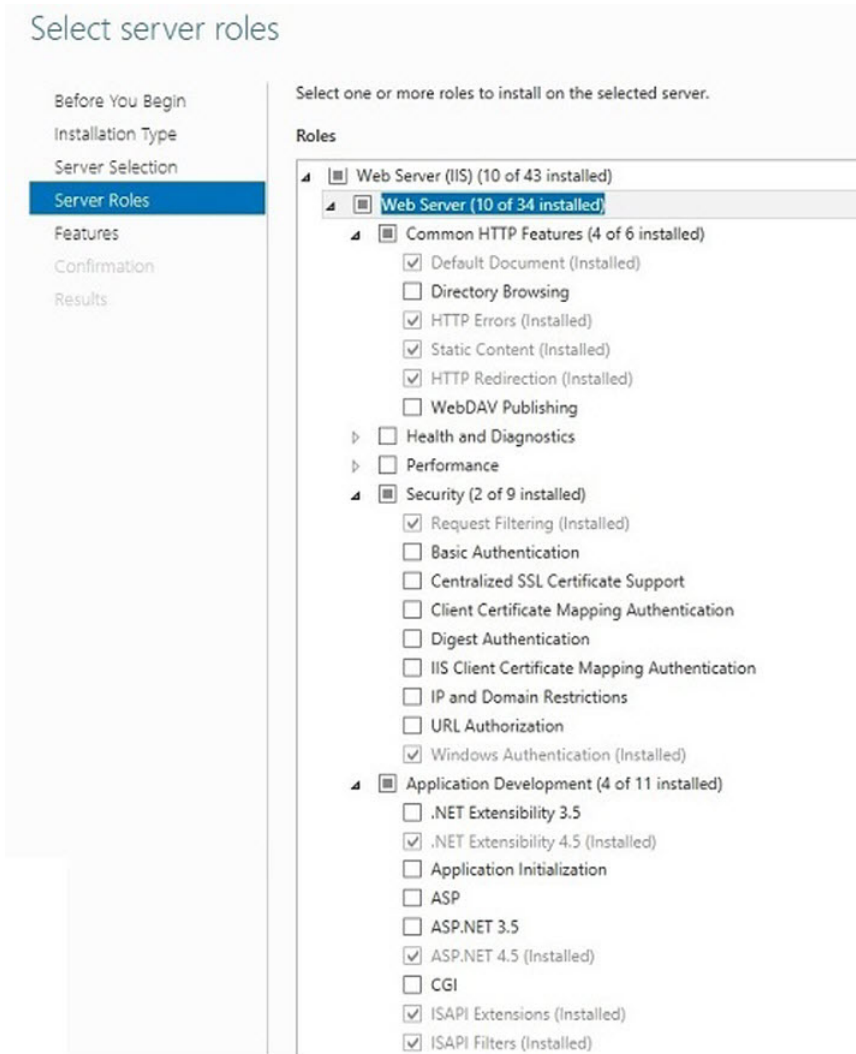 Select server roles
Before You Begin
Installation Type
Server Selection
Server Roles
Features
Confirmation
Results
Select one or more roles to install on the selected server.
Roles
Web Server (IIS) (10 of 43 installed)
Web Server (10 of 34 installed)
Common HTTP Features (4 of 6 installed)
Default Document (Installed)
Directory Browsing
HTTP Errors (Installed)
Static Content (Installed)
HTTP Redirection (Installed)
WebDAV Publishing
Health and Diagnostics
Performance
Security (2 of 9 installed)
Request Filtering (Installed)
Basic Authentication
Centralized SSL Certificate Support
Client Certificate Mapping Authentication
Digest Authentication
IIS Client Certificate Mapping Authentication
IP and Domain Restrictions
URL Authorization
Windows Authentication (Installed)
Application Development (4 of 11 installed)
.NET Extensibility 3.5
.NET Extensibility 4.5 (Installed)
Application Initialization
ASP
ASP.NET 3.5
ASP.NET 4.5 (Installed)
CGI
ISAPI Extensions (Installed)
ISAPI Filters (Installed)